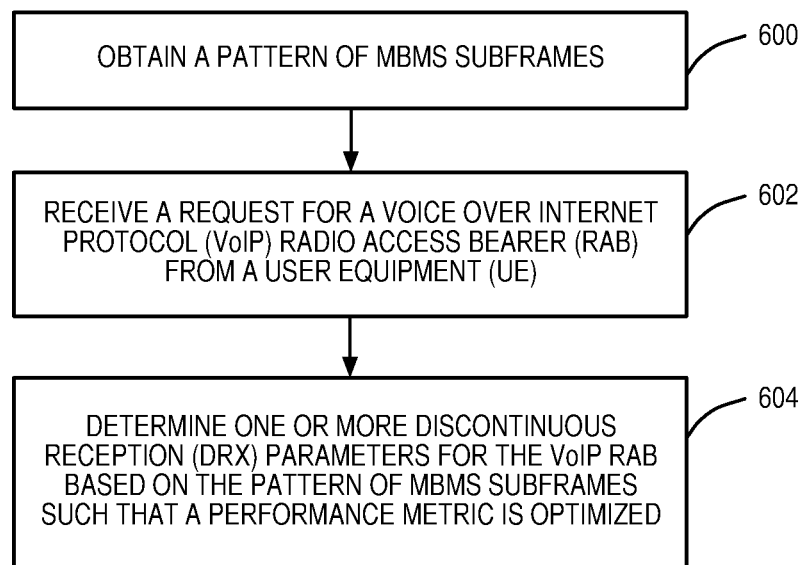 OBTAIN A PATTERN OF MBMS SUBFRAMES
600
RECEIVE A REQUEST FOR A VOICE OVER INTERNET
PROTOCOL (VoIP) RADIO ACCESS BEARER (RAB)
FROM A USER EQUIPMENT (UE)
602
DETERMINE ONE OR MORE DISCONTINUOUS
RECEPTION (DRX) PARAMETERS FOR THE VoIP RAB
BASED ON THE PATTERN OF MBMS SUBFRAMES
SUCH THAT A PERFORMANCE METRIC IS OPTIMIZED
604